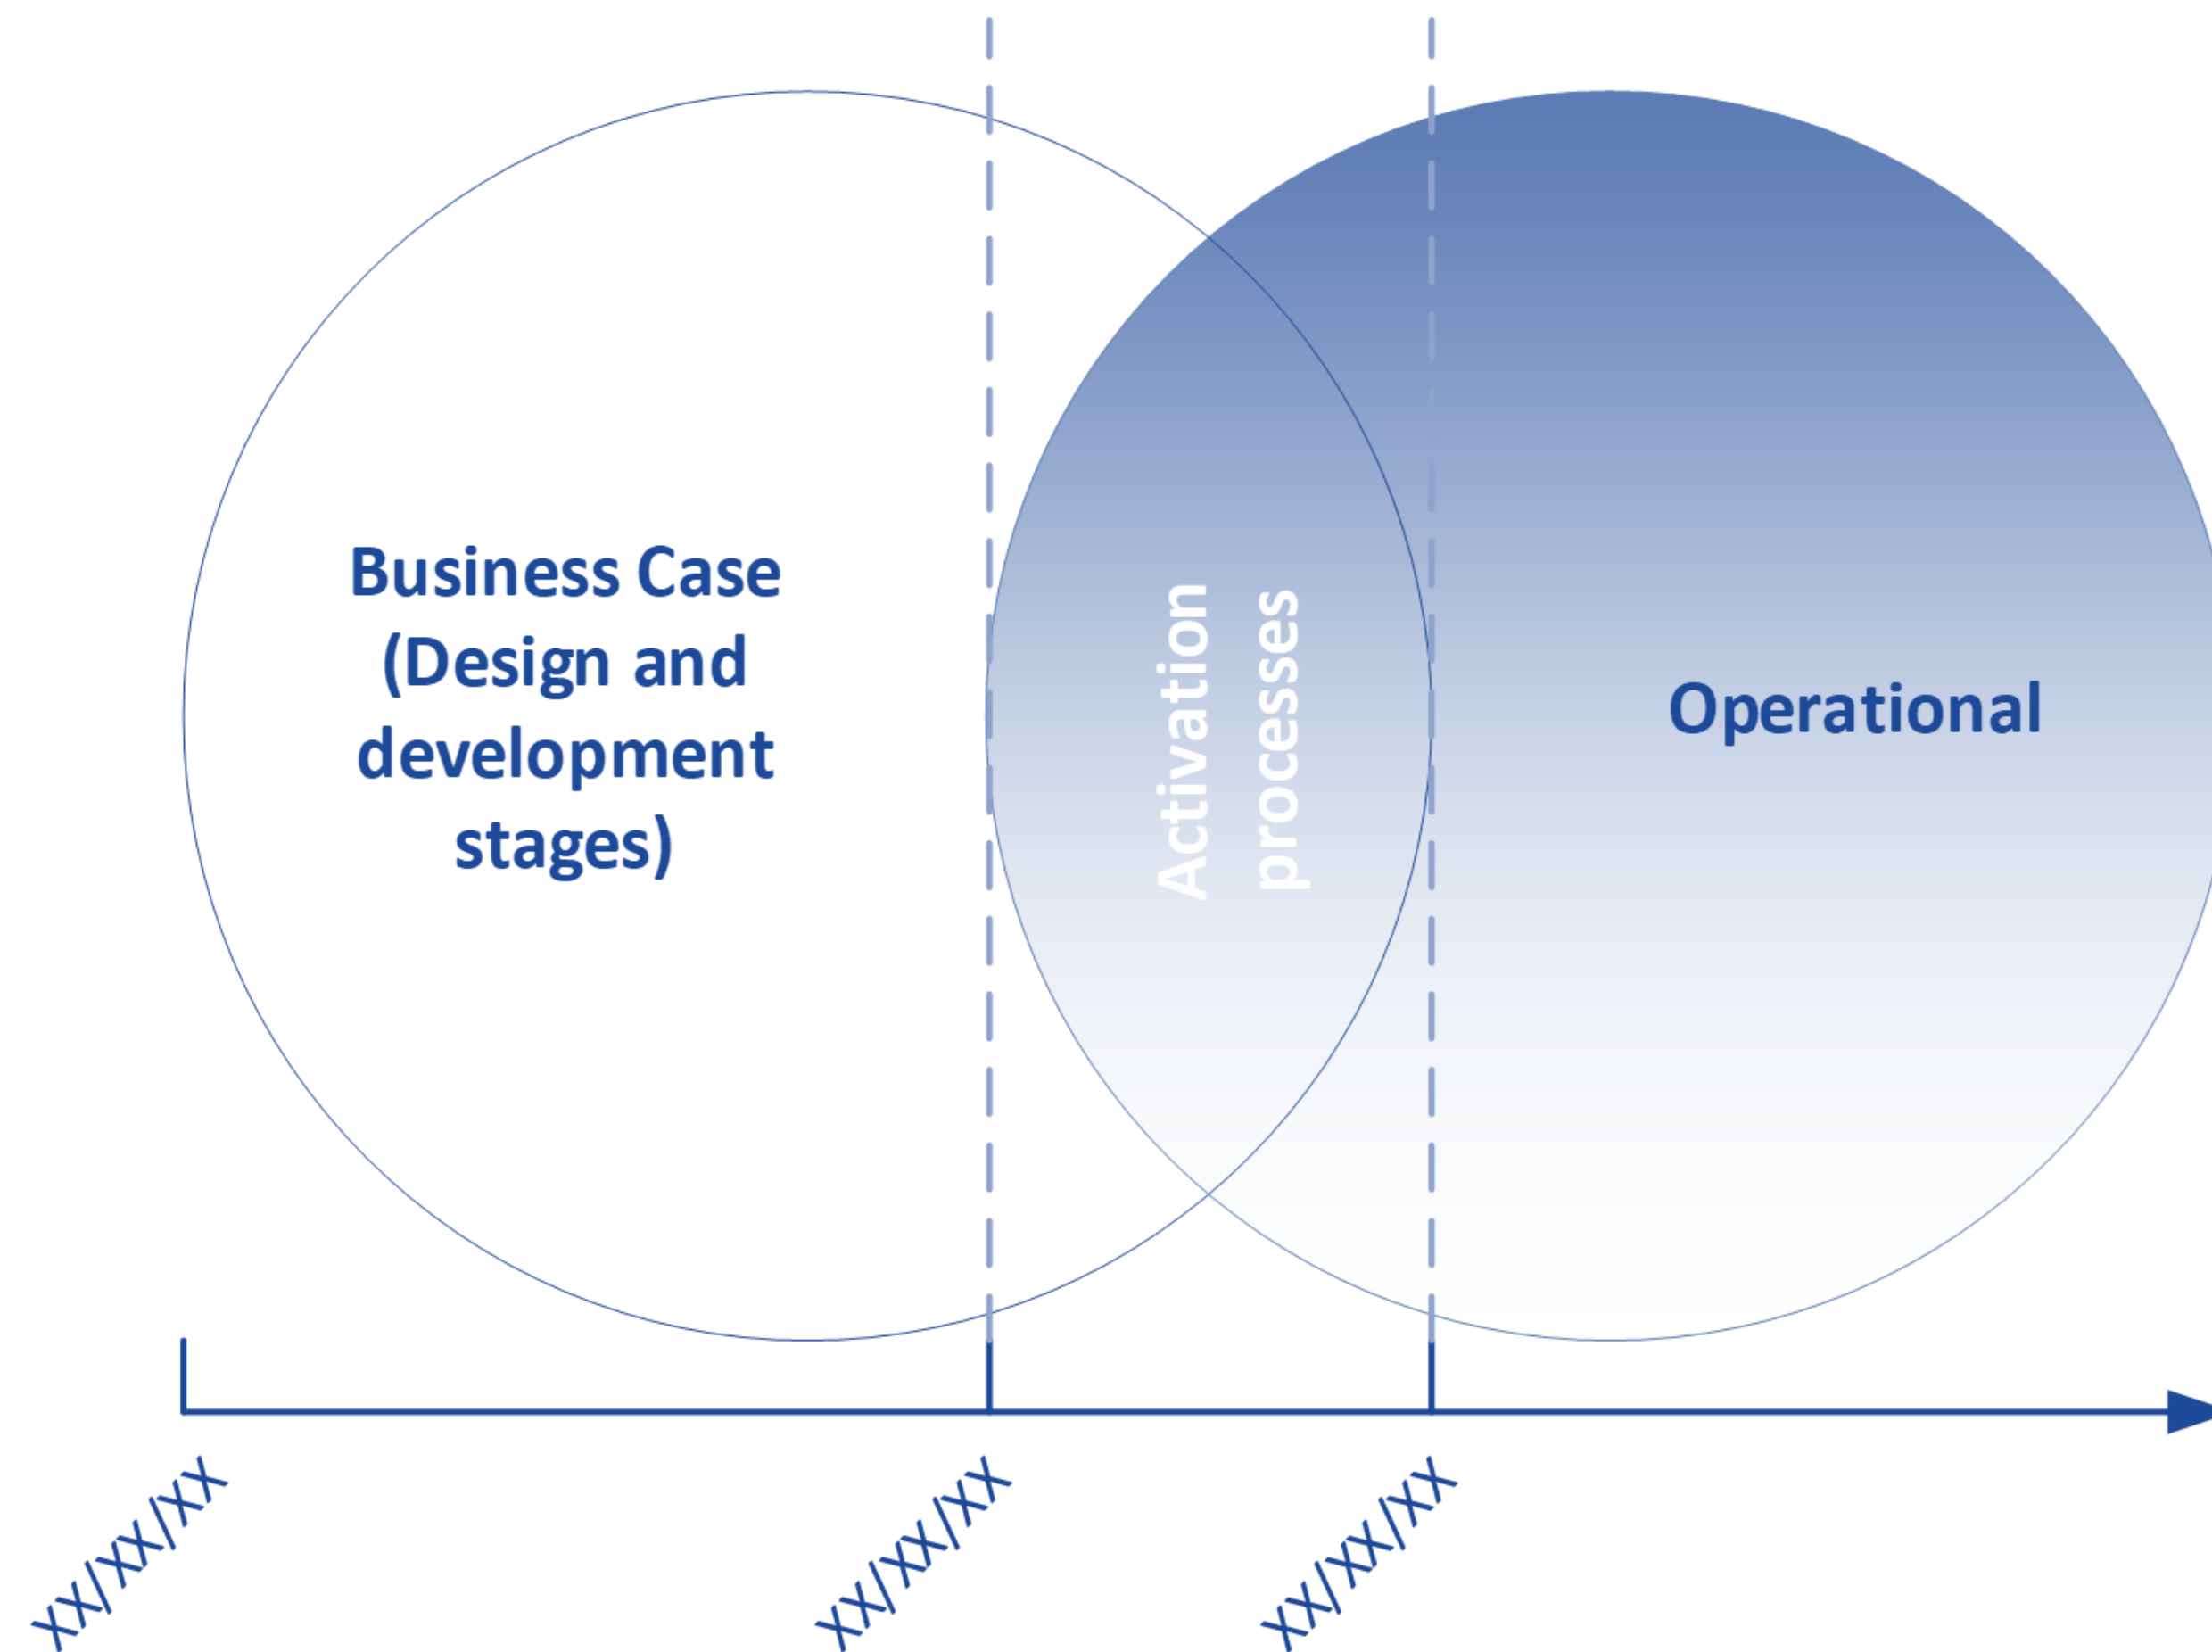 Business Case
(Design and
development
stages)
Activation
processes
Operational
xx/xx/xx
xx/xx/xx
xx/xx/xx